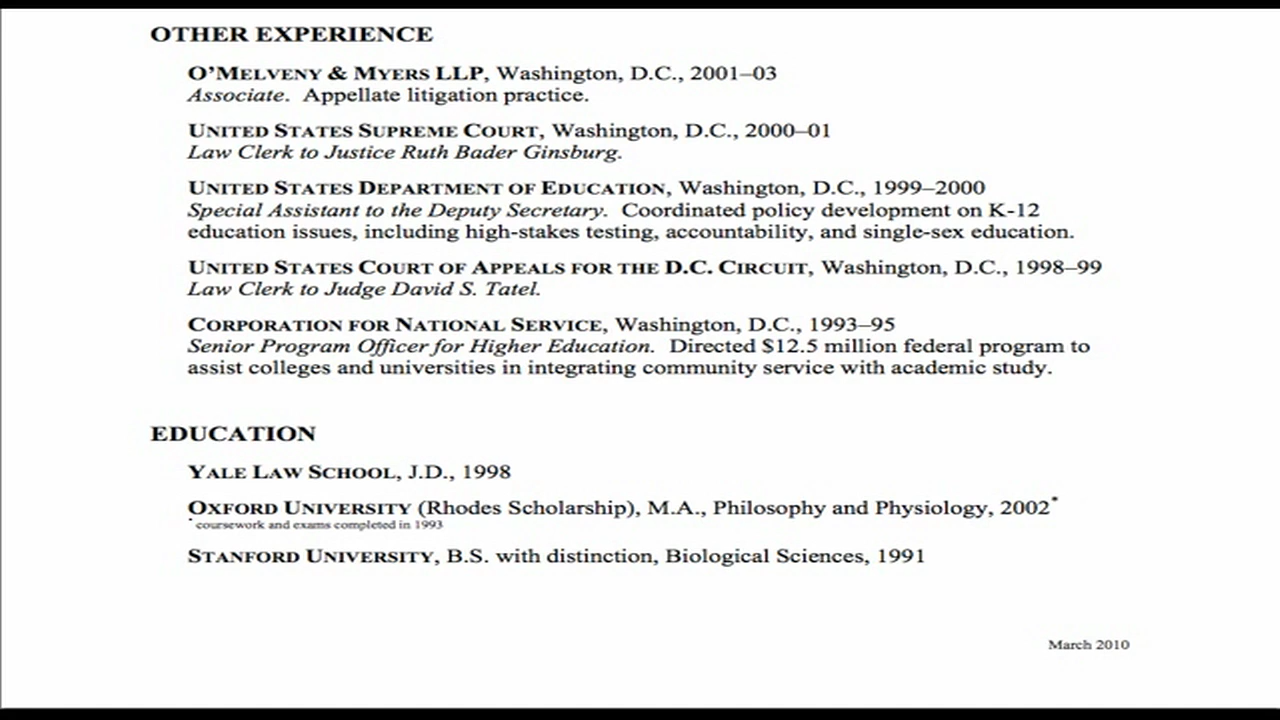 OTHER EXPERIENCE
O'MELVENY & MYERS LLP, Washington, D.C., 2001–03
Associate. Appellate litigation practice.
UNITED STATES SUPREME COURT, Washington, D.C., 2000–01
Law Clerk to Justice Ruth Bader Ginsburg.
UNITED STATES DEPARTMENT OF EDUCATION, Washington, D.C., 1999–2000
Special Assistant to the Deputy Secretary. Coordinated policy development on K-12
education issues, including high-stakes testing, accountability, and single-sex education.
UNITED STATES COURT OF APPEALS FOR THE D.C. CIRCUIT, Washington, D.C., 1998–99
Law Clerk to Judge David S. Tatel.
CORPORATION FOR NATIONAL SERVICE, Washington, D.C., 1993–95
Senior Program Officer for Higher Education. Directed $12.5 million federal program to
assist colleges and universities in integrating community service with academic study.
EDUCATION
YALE LAW SCHOOL, J.D., 1998
OXFORD UNIVERSITY (Rhodes Scholarship), M.A., Philosophy and Physiology, 2002*
* coursework and exams completed in 1993
STANFORD UNIVERSITY, B.S. with distinction, Biological Sciences, 1991
March 2010